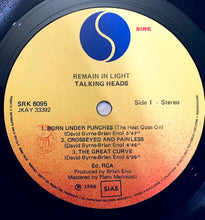 SIRE
REMAIN IN LIGHT
TALKING HEADS
SRK 6095
JKAY 33392
Side 1 - Stereo
1. BORN UNDER PUNCHES (The Heat Goes On)
(David Byrne-Brian Eno) 5'47"
2. CROSSEYED AND PAINLESS
(David Byrne-Brian Eno) 4'46"
3. THE GREAT CURVE
(David Byrne-Brian Eno) 6'26"
Ed. RCA
Produced by Brian Eno
Mastered by Piero Mannucci
℗ 1980
SIAE